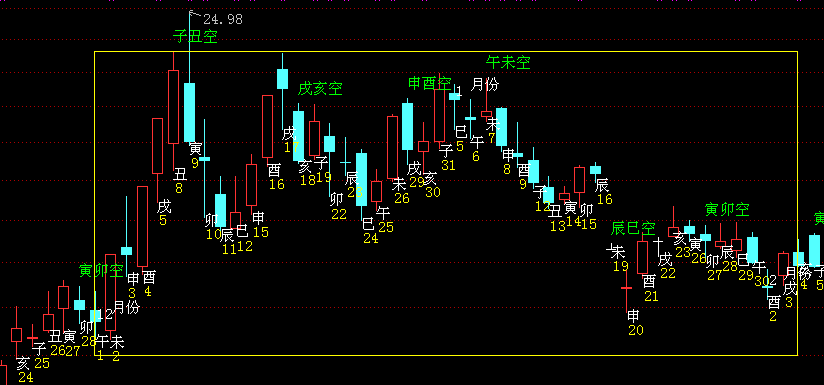 24.98
子丑空
戌亥空
申酉空
午未空
寅卯空
辰巳空
寅卯空
寅
亥
24
子
25
丑
26
寅
27
卯
28
午
1
12月份
未
2
申
3
酉
4
戌
5
丑
8
寅
9
卯
10
辰
11
巳
12
申
15
酉
16
戌
17
亥
18
子
19
卯
22
辰
巳
24
午
25
未
26
戌
29
亥
30
子
31
1 月份
巳
5
午
6
未
7
申
8
酉
9
子
12
丑
13
寅
14
卯
15
辰
16
未
19
申
20
酉
21
戌
22
亥
23
寅
26
卯
27
辰
28
巳
29
午
30
2
月份
酉
2
戌
3
4
子
5